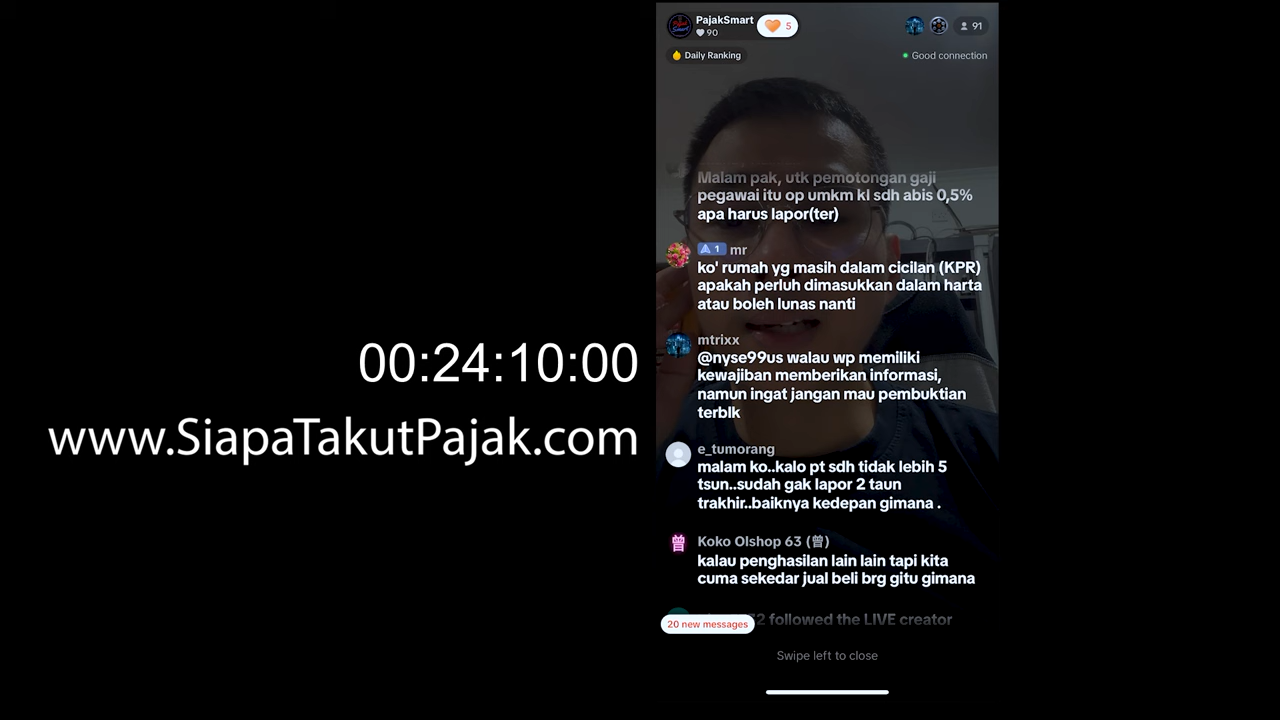 PajakSmart
90
5
91
Daily Ranking
Good connection
Malam pak, utk pemotongan gaji
pegawai itu op umkm kl sdh abis 0,5%
apa harus lapor(ter)
1 mr
ko' rumah yg masih dalam cicilan (KPR)
apakah perluh dimasukkan dalam harta
atau boleh lunas nanti
mtrixx
@nyse99us walau wp memiliki
kewajiban memberikan informasi,
namun ingat jangan mau pembuktian
terblk
e_tumorang
malam ko..kalo pt sdh tidak lebih 5
tsun..sudah gak lapor 2 taun
trakhir..baiknya kedepan gimana .
曾
Koko Olshop 63 (曾)
kalau penghasilan lain lain tapi kita
cuma sekedar jual beli brg gitu gimana
2 followed the LIVE creator
20 new messages
Swipe left to close
00:24:10:00
www.SiapaTakutPajak.com